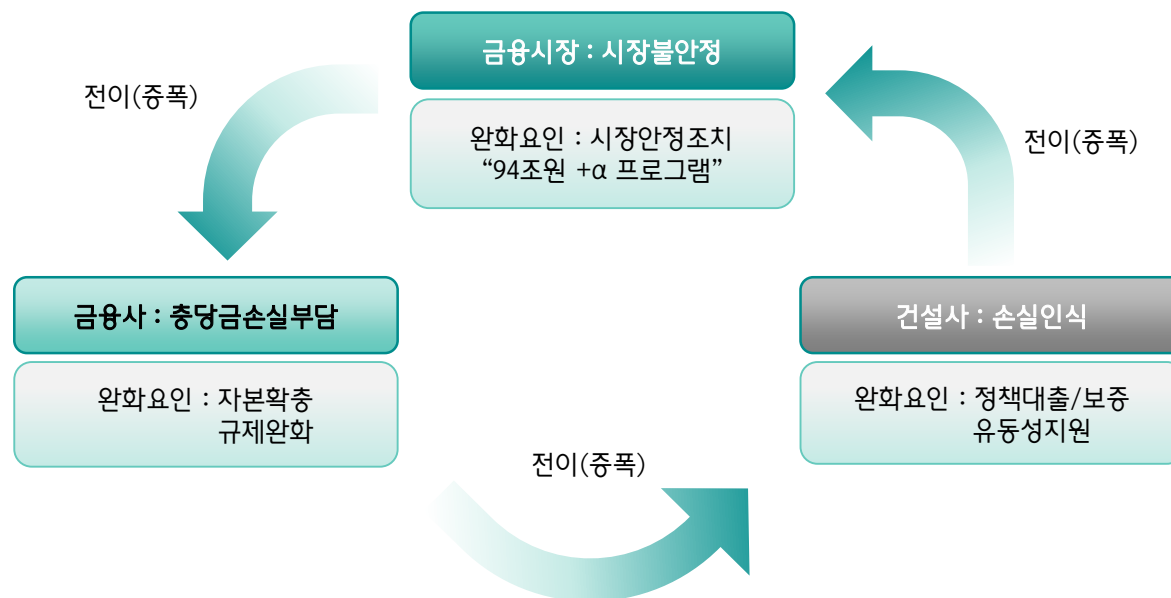 금융시장 : 시장불안정
전이(증폭)
완화요인 : 시장안정조치
“94조원 +α 프로그램”
전이(증폭)
금융사 : 충당금손실부담
완화요인 : 자본확충
규제완화
건설사 : 손실인식
완화요인 : 정책대출/보증
유동성지원
전이(증폭)